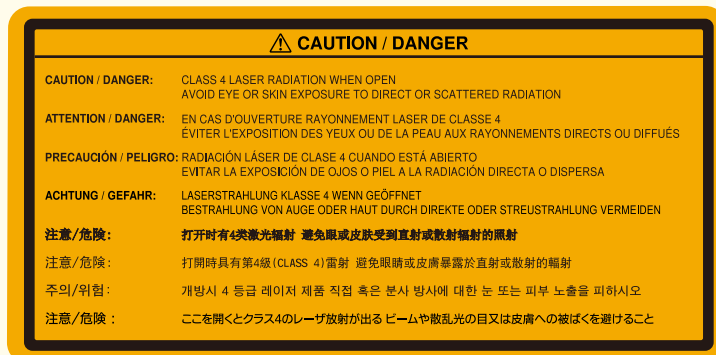 ⚠ CAUTION / DANGER
CAUTION / DANGER: CLASS 4 LASER RADIATION WHEN OPEN
AVOID EYE OR SKIN EXPOSURE TO DIRECT OR SCATTERED RADIATION
ATTENTION / DANGER: EN CAS D'OUVERTURE RAYONNEMENT LASER DE CLASSE 4
ÉVITER L'EXPOSITION DES YEUX OU DE LA PEAU AUX RAYONNEMENTS DIRECTS OU DIFFUÉS
PRECAUCIÓN / PELIGRO: RADIACIÓN LÁSER DE CLASE 4 CUANDO ESTÁ ABIERTO
EVITAR LA EXPOSICIÓN DE OJOS O PIEL A LA RADIACIÓN DIRECTA O DISPERSA
ACHTUNG / GEFAHR: LASERSTRAHLUNG KLASSE 4 WENN GEÖFFNET
BESTRAHLUNG VON AUGE ODER HAUT DURCH DIREKTE ODER STREUSTRAHLUNG VERMEIDEN
注意/危险: 打开时有4类激光辐射 避免眼或皮肤受到直射或散射辐射的照射
注意/危険: 打開時具有第4級(CLASS 4)雷射 避免眼睛或皮膚暴露於直射或散射的輻射
주의/위험: 개방시 4 등급 레이저 제품 직접 혹은 분사 방사에 대한 눈 또는 피부 노출을 피하시오
注意/危険: ここを開くとクラス4のレーザ放射が出る ビームや散乱光の目又は皮膚への被ばくを避けること